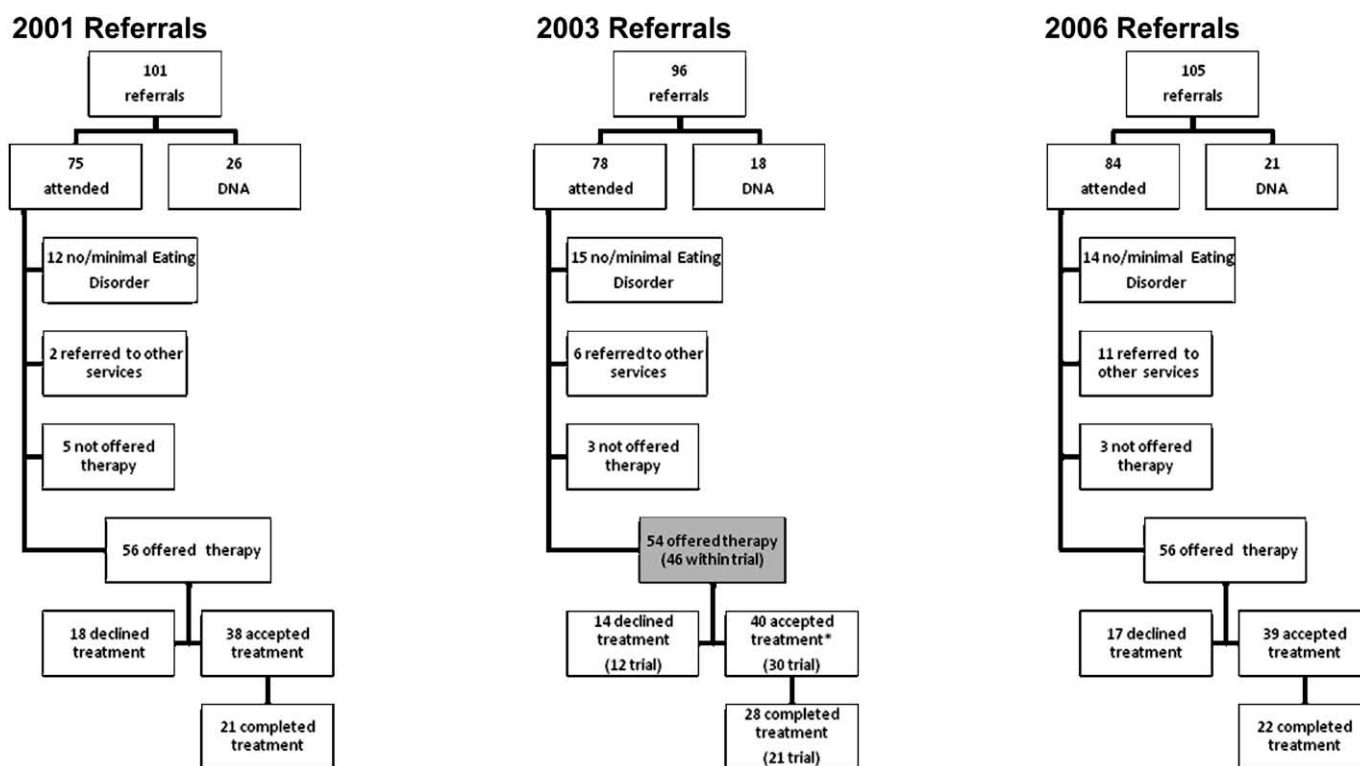 2001 Referrals
101
referrals
75
attended
26
DNA
12 no/minimal Eating
Disorder
2 referred to other
services
5 not offered
therapy
56 offered therapy
18 declined
treatment
38 accepted
treatment
21 completed
treatment
2003 Referrals
96
referrals
78
attended
18
DNA
15 no/minimal Eating
Disorder
6 referred to other
services
3 not offered
therapy
54 offered therapy
(46 within trial)
14 declined
treatment
(12 trial)
40 accepted
treatment*
(30 trial)
28 completed
treatment
(21 trial)
2006 Referrals
105
referrals
84
attended
21
DNA
14 no/minimal Eating
Disorder
11 referred to
other services
3 not offered
therapy
56 offered therapy
17 declined
treatment
39 accepted
treatment
22 completed
treatment